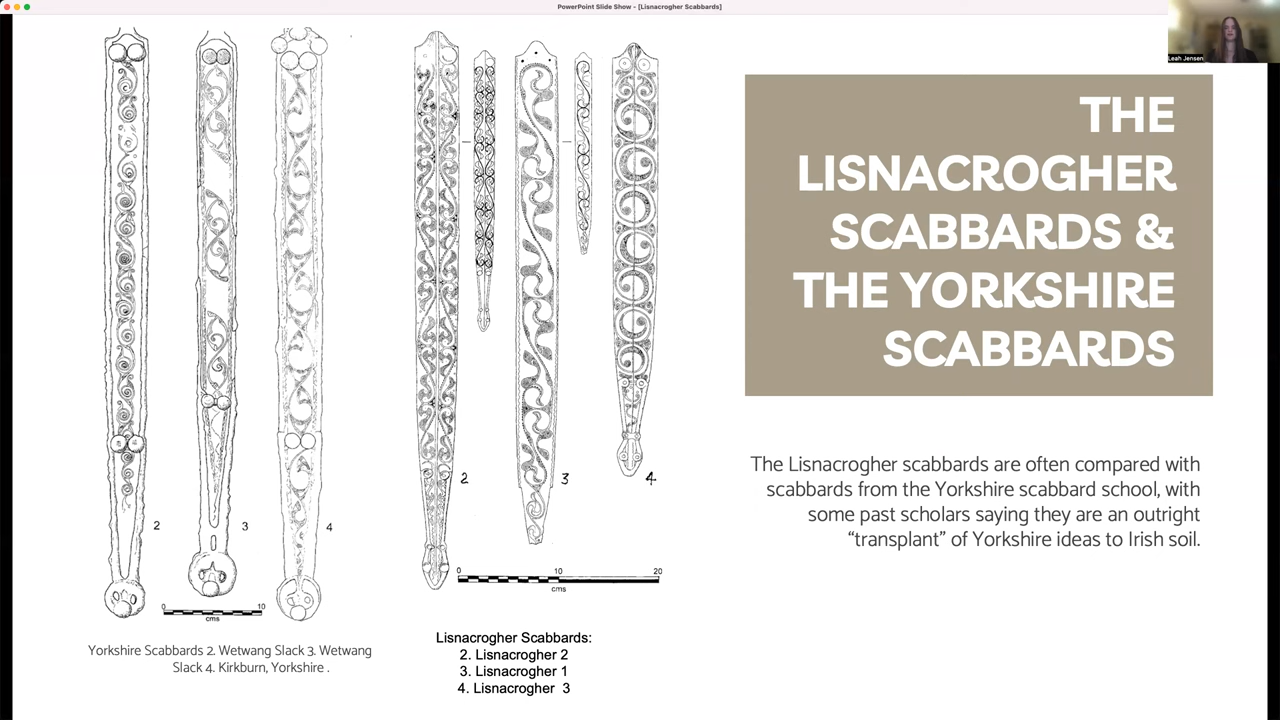 PowerPoint Slide Show - [Lisnacrogher Scabbards]
Leah Jensen
THE
LISNACROGHER
SCABBARDS &
THE YORKSHIRE
SCABBARDS
The Lisnacrogher scabbards are often compared with
scabbards from the Yorkshire scabbard school, with
some past scholars saying they are an outright
“transplant” of Yorkshire ideas to Irish soil.
2
3
4
0 10
cms
Yorkshire Scabbards 2. Wetwang Slack 3. Wetwang
Slack 4. Kirkburn, Yorkshire .
2
3
4
0 10 20
cms
Lisnacrogher Scabbards:
2. Lisnacrogher 2
3. Lisnacrogher 1
4. Lisnacrogher 3